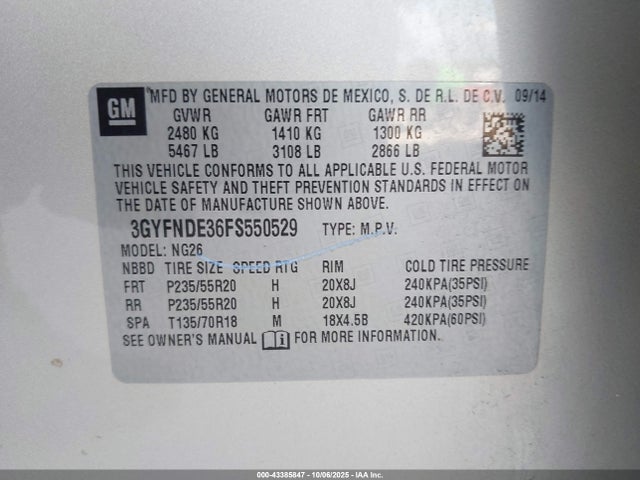 GM
*MFD BY GENERAL MOTORS DE MEXICO, S. DE R.L. DE C.V. 09/14
GVWR GAWR FRT GAWR RR
2480 KG 1410 KG 1300 KG
5467 LB 3108 LB 2866 LB
THIS VEHICLE CONFORMS TO ALL APPLICABLE U.S. FEDERAL MOTOR
VEHICLE SAFETY AND THEFT PREVENTION STANDARDS IN EFFECT ON
THE DATE OF MANUFACTURE SHOWN ABOVE.
3GYFNDE36FS550529 TYPE: M.P.V.
MODEL: NG26
NBBD TIRE SIZE SPEED RTG RIM COLD TIRE PRESSURE
FRT P235/55R20 H 20X8J 240KPA(35PSI)
RR P235/55R20 H 20X8J 240KPA(35PSI)
SPA T135/70R18 M 18X4.5B 420KPA(60PSI)
SEE OWNER'S MANUAL FOR MORE INFORMATION
000-43385847 - 10/06/2025 - IAA, Inc.